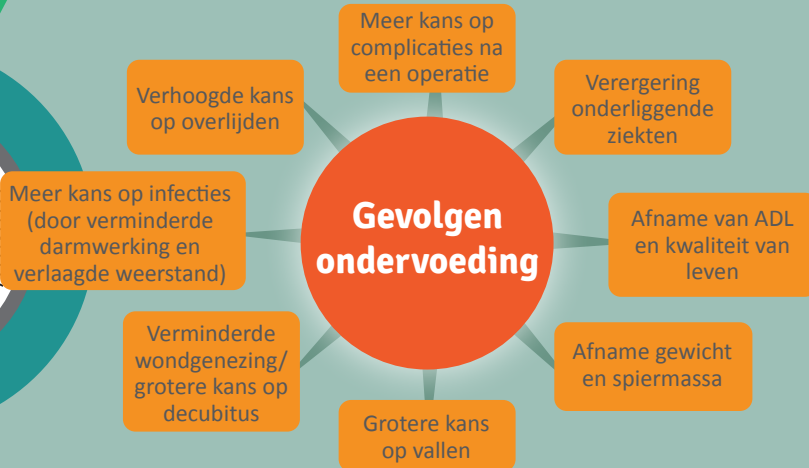 Meer kans op
complicaties na
een operatie
Verergering
onderliggende
ziekten
Afname van ADL
en kwaliteit van
leven
Afname gewicht
en spiermassa
Grotere kans
op vallen
Verminderde
wondgenezing/
grotere kans op
decubitus
Meer kans op infecties
(door verminderde
darmwerking en
verlaagde weerstand)
Verhoogde kans
op overlijden
Gevolgen
ondervoeding